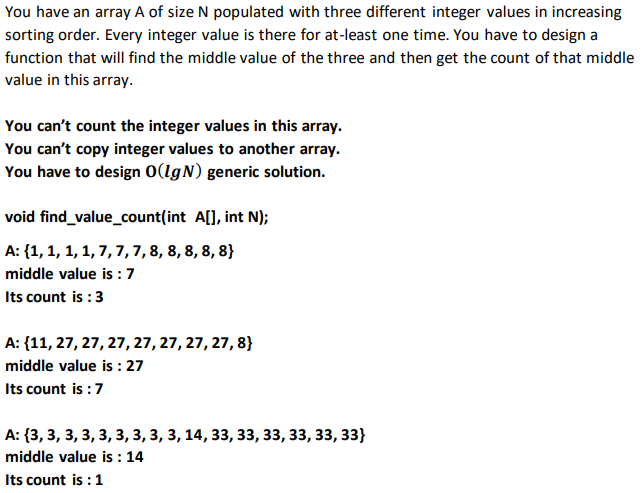 You have an array A of size N populated with three different integer values in increasing
sorting order. Every integer value is there for at-least one time. You have to design a
function that will find the middle value of the three and then get the count of that middle
value in this array.
You can’t count the integer values in this array.
You can’t copy integer values to another array.
You have to design O(lgN) generic solution.
void find_value_count(int A[], int N);
A: {1, 1, 1, 1, 7, 7, 7, 8, 8, 8, 8, 8}
middle value is : 7
Its count is : 3
A: {11, 27, 27, 27, 27, 27, 27, 27, 8}
middle value is : 27
Its count is : 7
A: {3, 3, 3, 3, 3, 3, 3, 3, 3, 14, 33, 33, 33, 33, 33, 33}
middle value is : 14
Its count is : 1